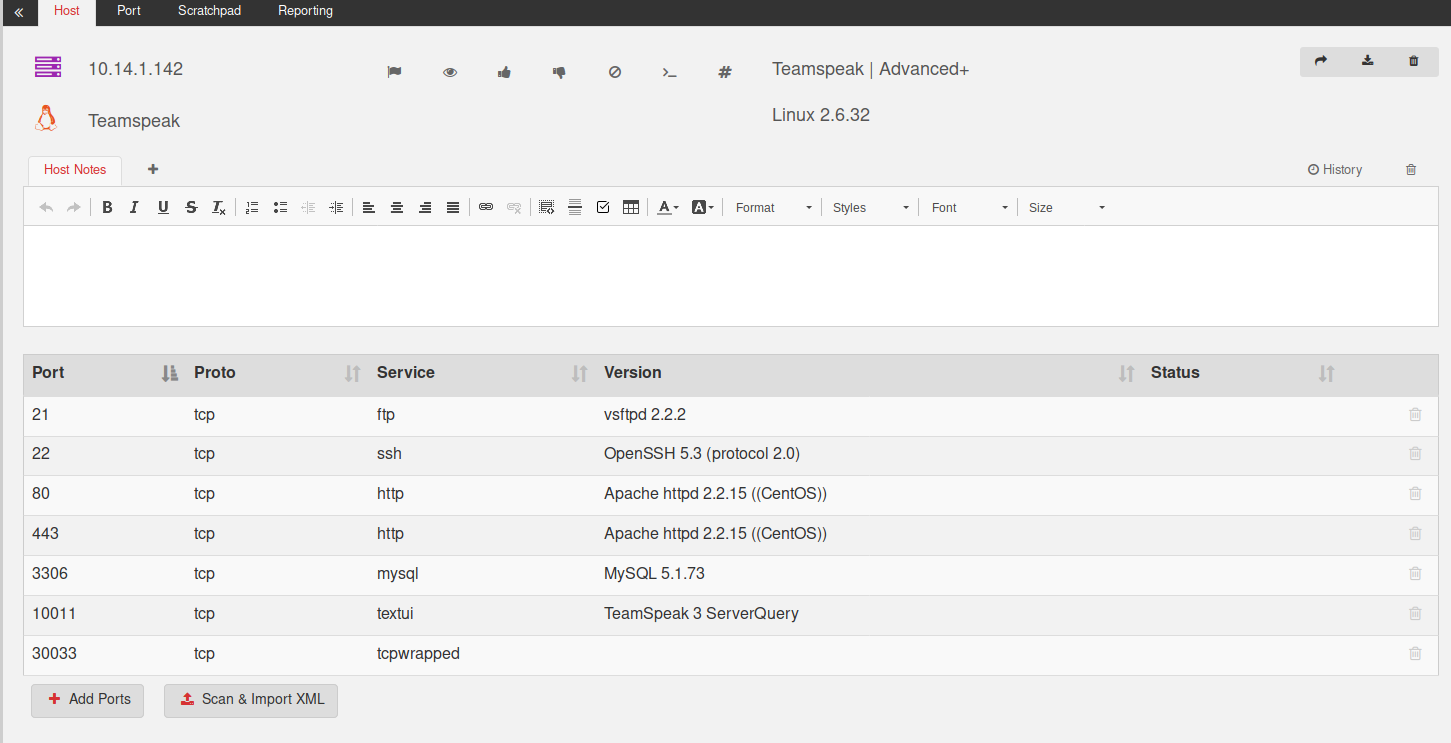 Host Port Scratchpad Reporting
10.14.1.142 Teamspeak | Advanced+
Teamspeak Linux 2.6.32
Host Notes History
Format Styles Font Size
Port Proto Service Version Status
21 tcp ftp vsftpd 2.2.2
22 tcp ssh OpenSSH 5.3 (protocol 2.0)
80 tcp http Apache httpd 2.2.15 ((CentOS))
443 tcp http Apache httpd 2.2.15 ((CentOS))
3306 tcp mysql MySQL 5.1.73
10011 tcp textui TeamSpeak 3 ServerQuery
30033 tcp tcpwrapped
Add Ports Scan & Import XML